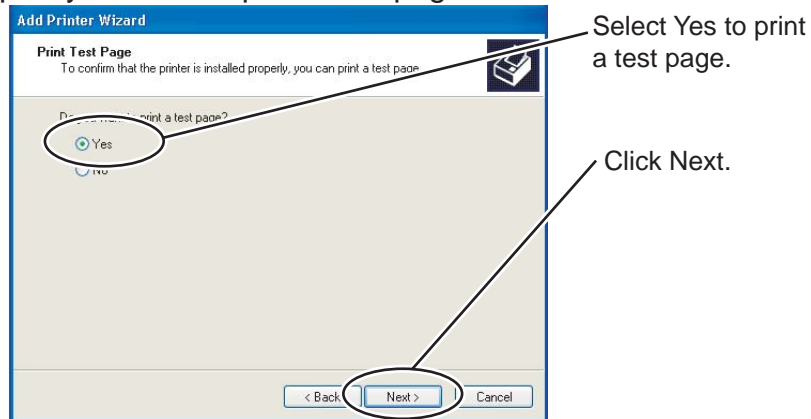 Add Printer Wizard
Print Test Page
To confirm that the printer is installed properly, you can print a test page
print a test page?
Yes
No
< Back
Next >
Cancel
Select Yes to print
a test page.
Click Next.